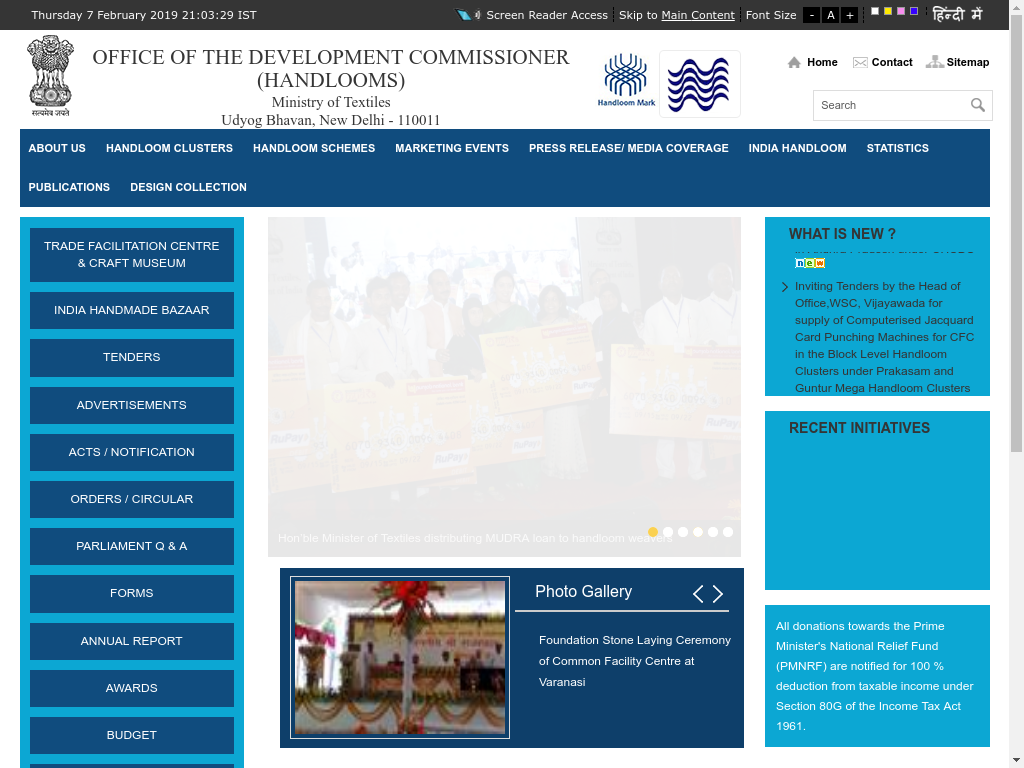 Thursday 7 February 2019 21:03:29 IST
Screen Reader Access
Skip to Main Content
Font Size
- A +
हिन्दी में
OFFICE OF THE DEVELOPMENT COMMISSIONER
(HANDLOOMS)
Ministry of Textiles
Udyog Bhavan, New Delhi - 110011
सत्यमेव जयते
Handloom Mark
Home
Contact
Sitemap
Search
ABOUT US
HANDLOOM CLUSTERS
HANDLOOM SCHEMES
MARKETING EVENTS
PRESS RELEASE/ MEDIA COVERAGE
INDIA HANDLOOM
STATISTICS
PUBLICATIONS
DESIGN COLLECTION
TRADE FACILITATION CENTRE
& CRAFT MUSEUM
INDIA HANDMADE BAZAAR
TENDERS
ADVERTISEMENTS
ACTS / NOTIFICATION
ORDERS / CIRCULAR
PARLIAMENT Q & A
FORMS
ANNUAL REPORT
AWARDS
BUDGET
RuPay
RuPay
RuPay
Hon'ble Minister of Textiles distributing MUDRA loan to handloom weavers
Photo Gallery
Foundation Stone Laying Ceremony
of Common Facility Centre at
Varanasi
WHAT IS NEW ?
new
Inviting Tenders by the Head of
Office,WSC, Vijayawada for
supply of Computerised Jacquard
Card Punching Machines for CFC
in the Block Level Handloom
Clusters under Prakasam and
Guntur Mega Handloom Clusters
RECENT INITIATIVES
All donations towards the Prime
Minister's National Relief Fund
(PMNRF) are notified for 100 %
deduction from taxable income under
Section 80G of the Income Tax Act
1961.